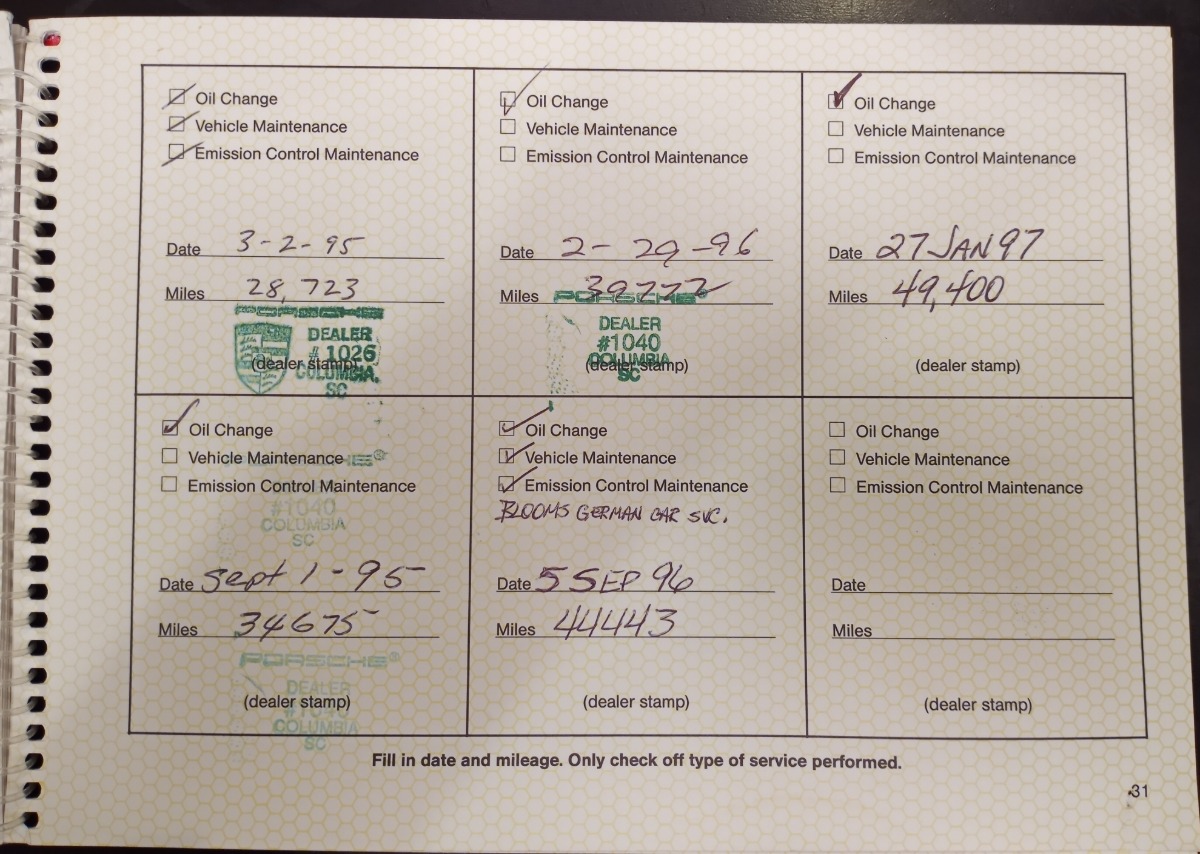 Oil Change
Vehicle Maintenance
Emission Control Maintenance
Date 3-2-95
Miles 28,723
PORSCHE
DEALER
# 1026
(dealer stamp)
COLUMBIA,
SC
Oil Change
Vehicle Maintenance
Emission Control Maintenance
Date 2-29-96
Miles 39222
PORSCHE®
DEALER
#1040
COLUMBIA
(dealer stamp)
SC
Oil Change
Vehicle Maintenance
Emission Control Maintenance
Date 27 JAN 97
Miles 49,400
(dealer stamp)
Oil Change
Vehicle Maintenance
Emission Control Maintenance
#1040
COLUMBIA
SC
Date Sept 1-95
Miles 34675
PORSCHE®
DEALER
(dealer stamp)
#1040
COLUMBIA
SC
Oil Change
Vehicle Maintenance
Emission Control Maintenance
BLOOMS GERMAN CAR SVC.
Date 5 SEP 96
Miles 44443
(dealer stamp)
Oil Change
Vehicle Maintenance
Emission Control Maintenance
Date
Miles
(dealer stamp)
Fill in date and mileage. Only check off type of service performed.
31